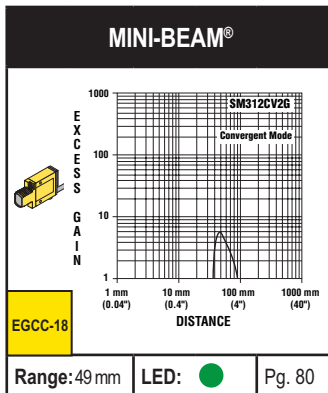 MINI-BEAM®
EXCESS GAIN
1000
100
10
1
SM312CV2G
Convergent Mode
1 mm 10 mm 100 mm 1000 mm
(0.04") (0.4") (4") (40")
DISTANCE
EGCC-18
Range: 49 mm LED: Pg. 80